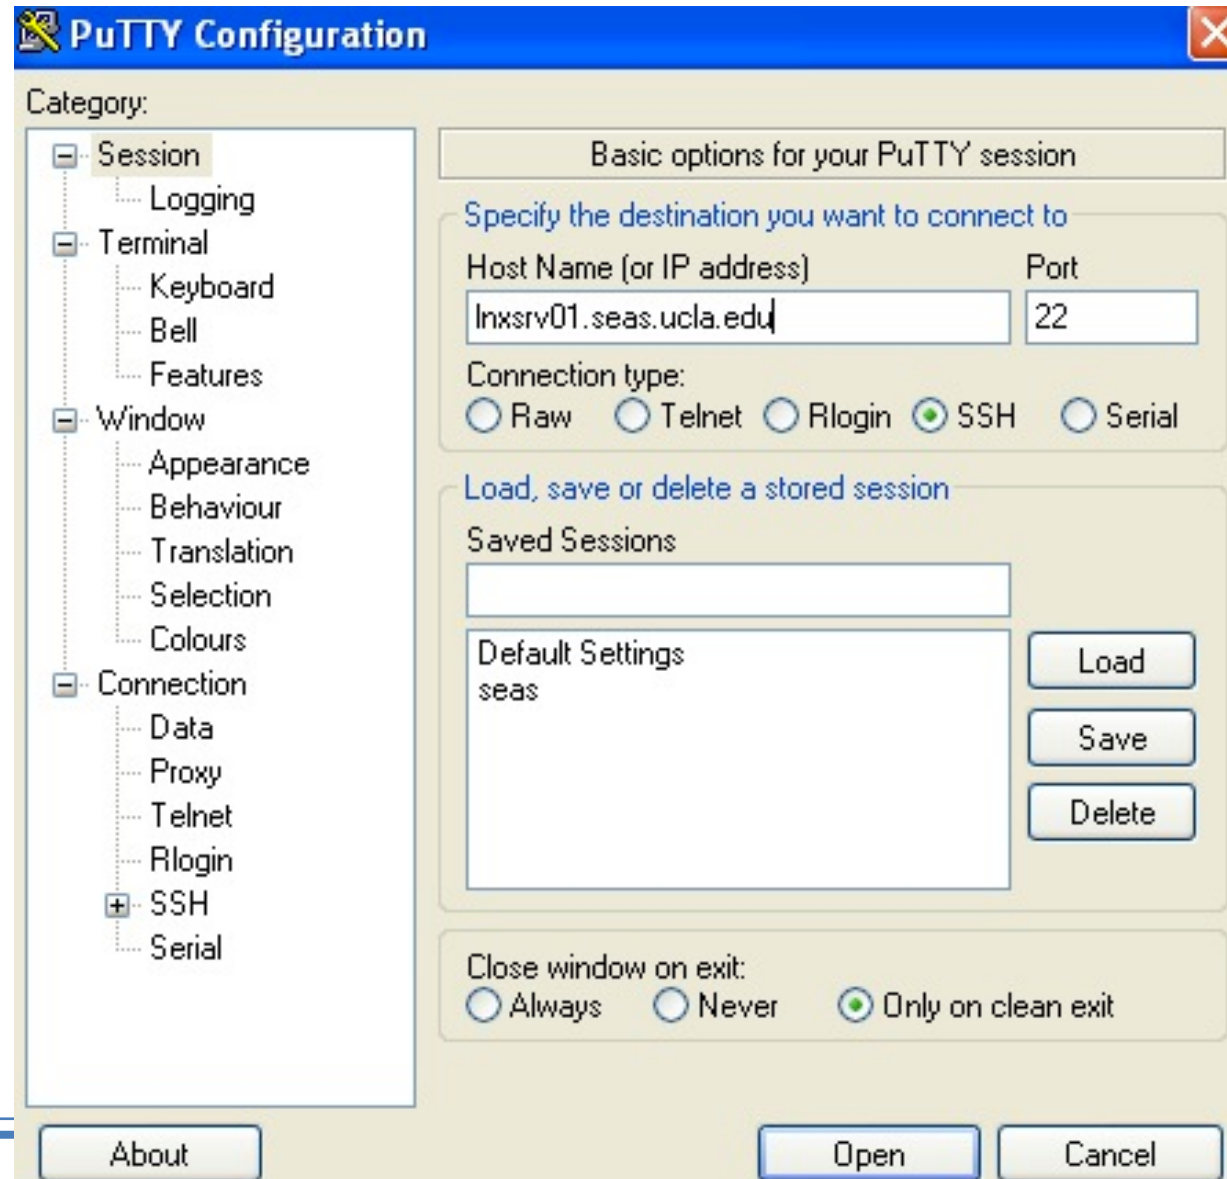 PuTTY Configuration
Category:
Session
Logging
Terminal
Keyboard
Bell
Features
Window
Appearance
Behaviour
Translation
Selection
Colours
Connection
Data
Proxy
Telnet
Rlogin
SSH
Serial
Basic options for your PuTTY session
Specify the destination you want to connect to
Host Name (or IP address) Port
lnxsrv01.seas.ucla.edu 22
Connection type:
Raw Telnet Rlogin SSH Serial
Load, save or delete a stored session
Saved Sessions
Default Settings
seas
Load
Save
Delete
Close window on exit:
Always Never Only on clean exit
About Open Cancel